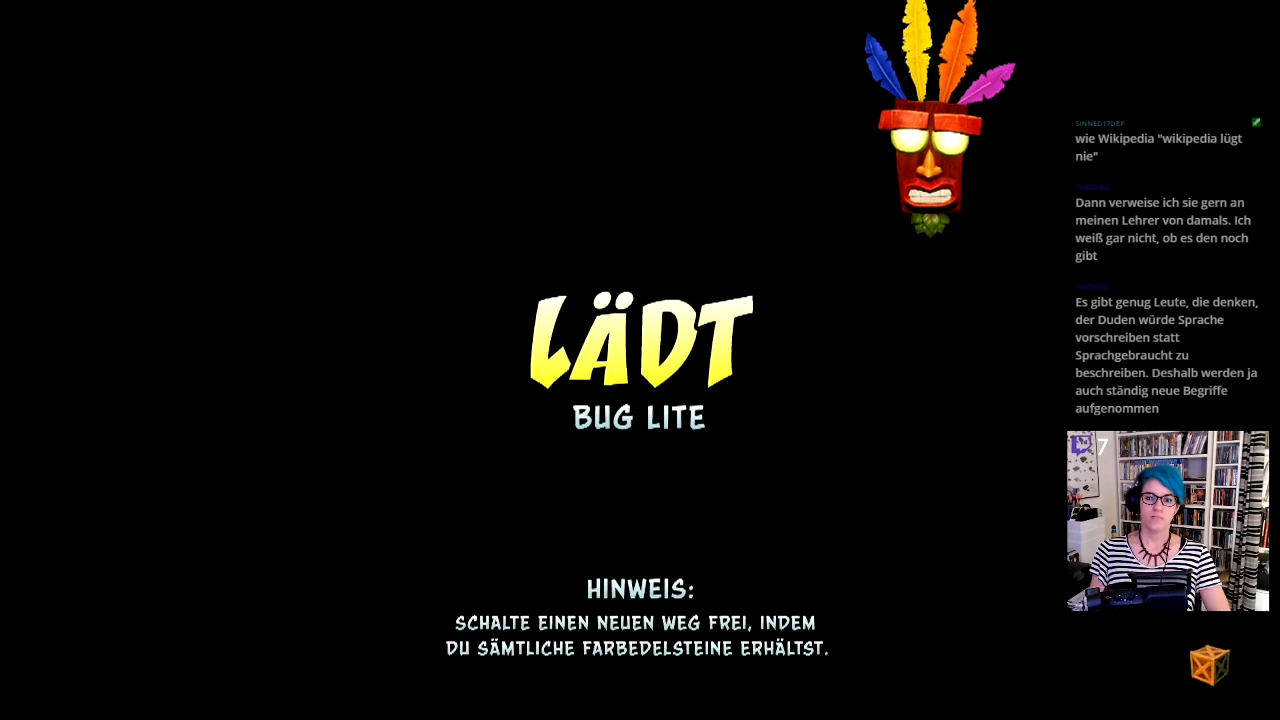 LÄDT
BUG LITE
HINWEIS:
SCHALTE EINEN NEUEN WEG FREI, INDEM
DU SÄMTLICHE FARBEDELSTEINE ERHÄLTST.
SINNED17DRP
wie Wikipedia "wikipedia lügt
nie"
Dann verweise ich sie gern an
meinen Lehrer von damals. Ich
weiß gar nicht, ob es den noch
gibt
Es gibt genug Leute, die denken,
der Duden würde Sprache
vorschreiben statt
Sprachgebraucht zu
beschreiben. Deshalb werden ja
auch ständig neue Begriffe
aufgenommen
7